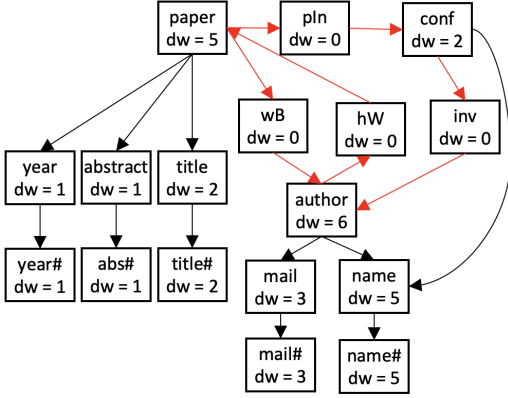 paper
dw = 5
pIn
dw = 0
conf
dw = 2
wB
dw = 0
hW
dw = 0
inv
dw = 0
year
dw = 1
abstract
dw = 1
title
dw = 2
author
dw = 6
year#
dw = 1
abs#
dw = 1
title#
dw = 2
mail
dw = 3
name
dw = 5
mail#
dw = 3
name#
dw = 5